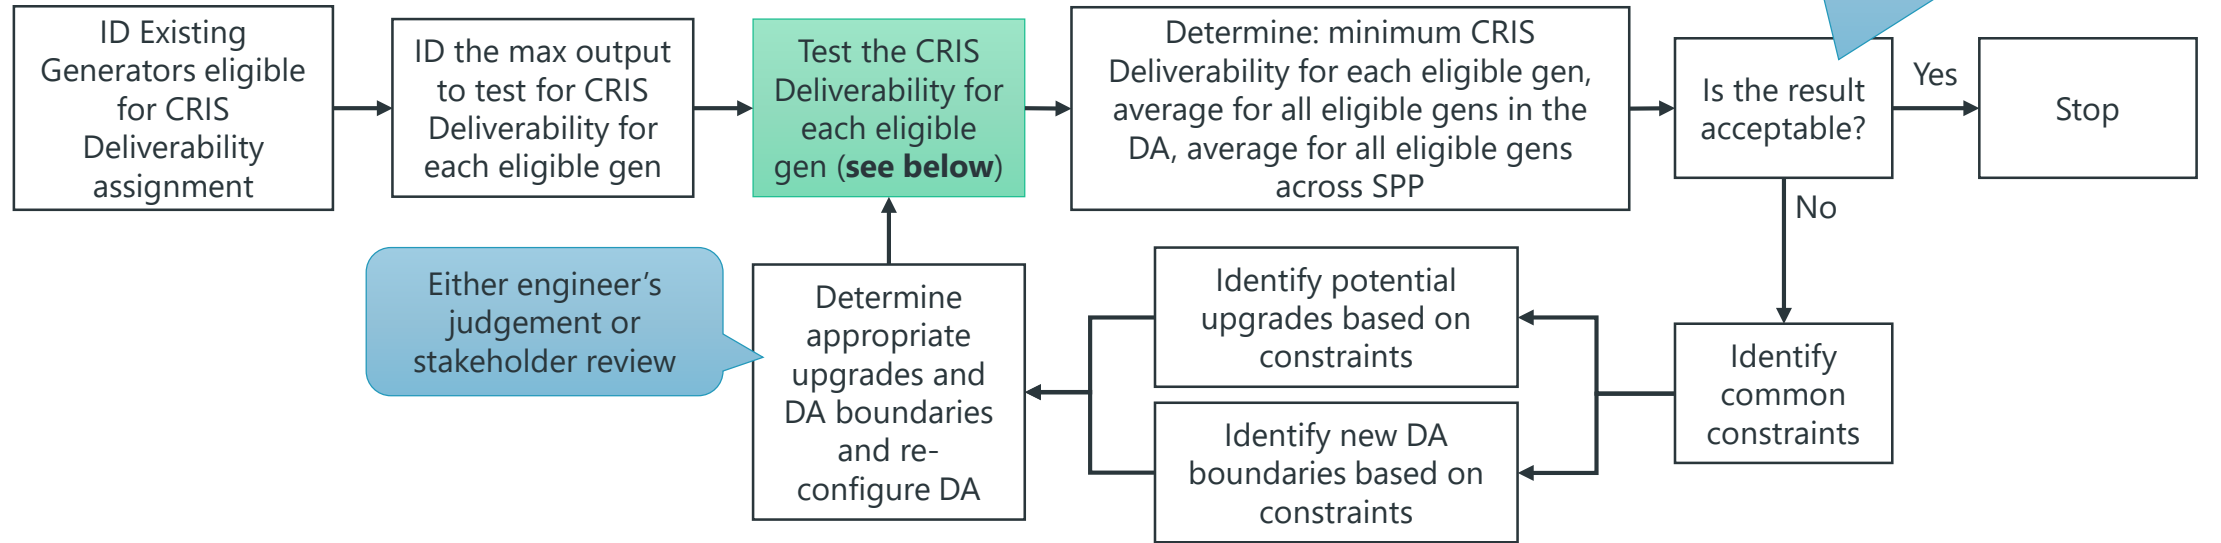 ID Existing
Generators eligible
for CRIS
Deliverability
assignment
ID the max output
to test for CRIS
Deliverability for
each eligible gen
Test the CRIS
Deliverability for
each eligible
gen (see below)
Determine: minimum CRIS
Deliverability for each eligible gen,
average for all eligible gens in the
DA, average for all eligible gens
across SPP
Is the result
acceptable?
Yes
Stop
No
Identify
common
constraints
Identify potential
upgrades based on
constraints
Identify new DA
boundaries based on
constraints
Determine
appropriate
upgrades and
DA boundaries
and re-
configure DA
Either engineer's
judgement or
stakeholder review